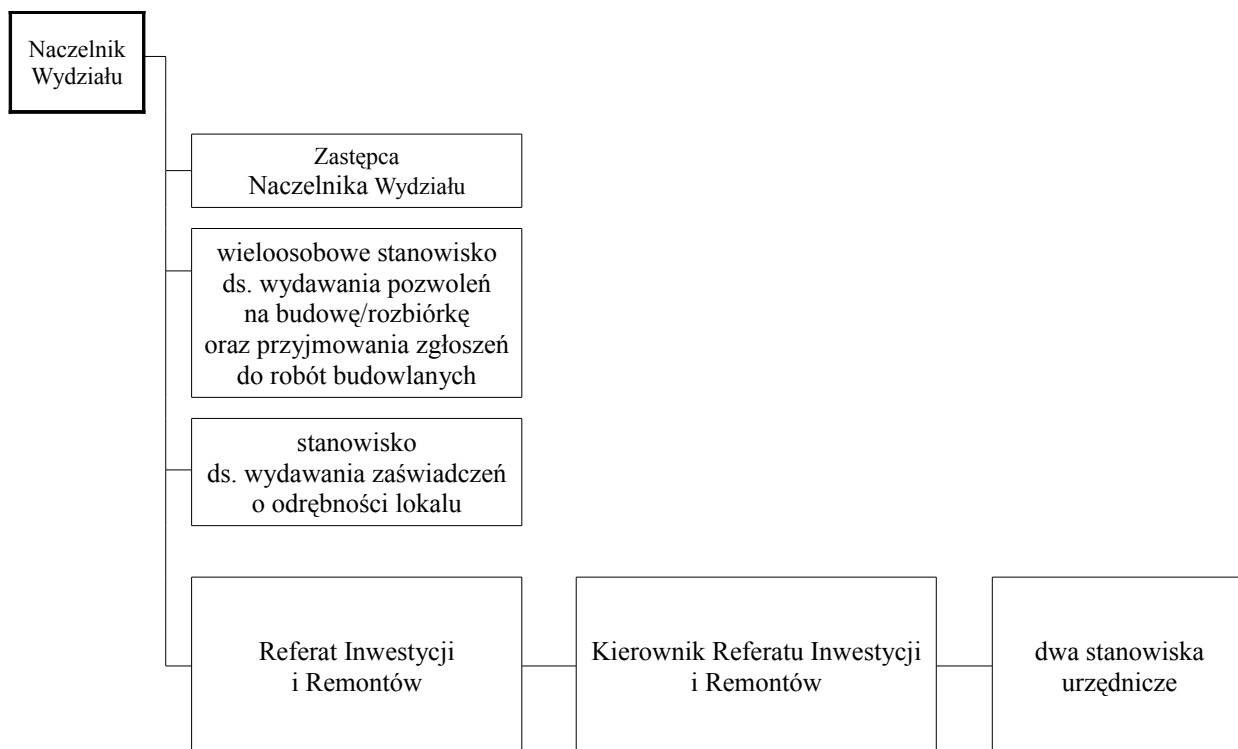 Naczelnik
Wydziału
Zastępca
Naczelnika Wydziału
wieloosobowe stanowisko
ds. wydawania pozwoleń
na budowę/rozbiórkę
oraz przyjmowania zgłoszeń
do robót budowlanych
stanowisko
ds. wydawania zaświadczeń
o odrębności lokalu
Referat Inwestycji
i Remontów
Kierownik Referatu Inwestycji
i Remontów
dwa stanowiska
urzędnicze